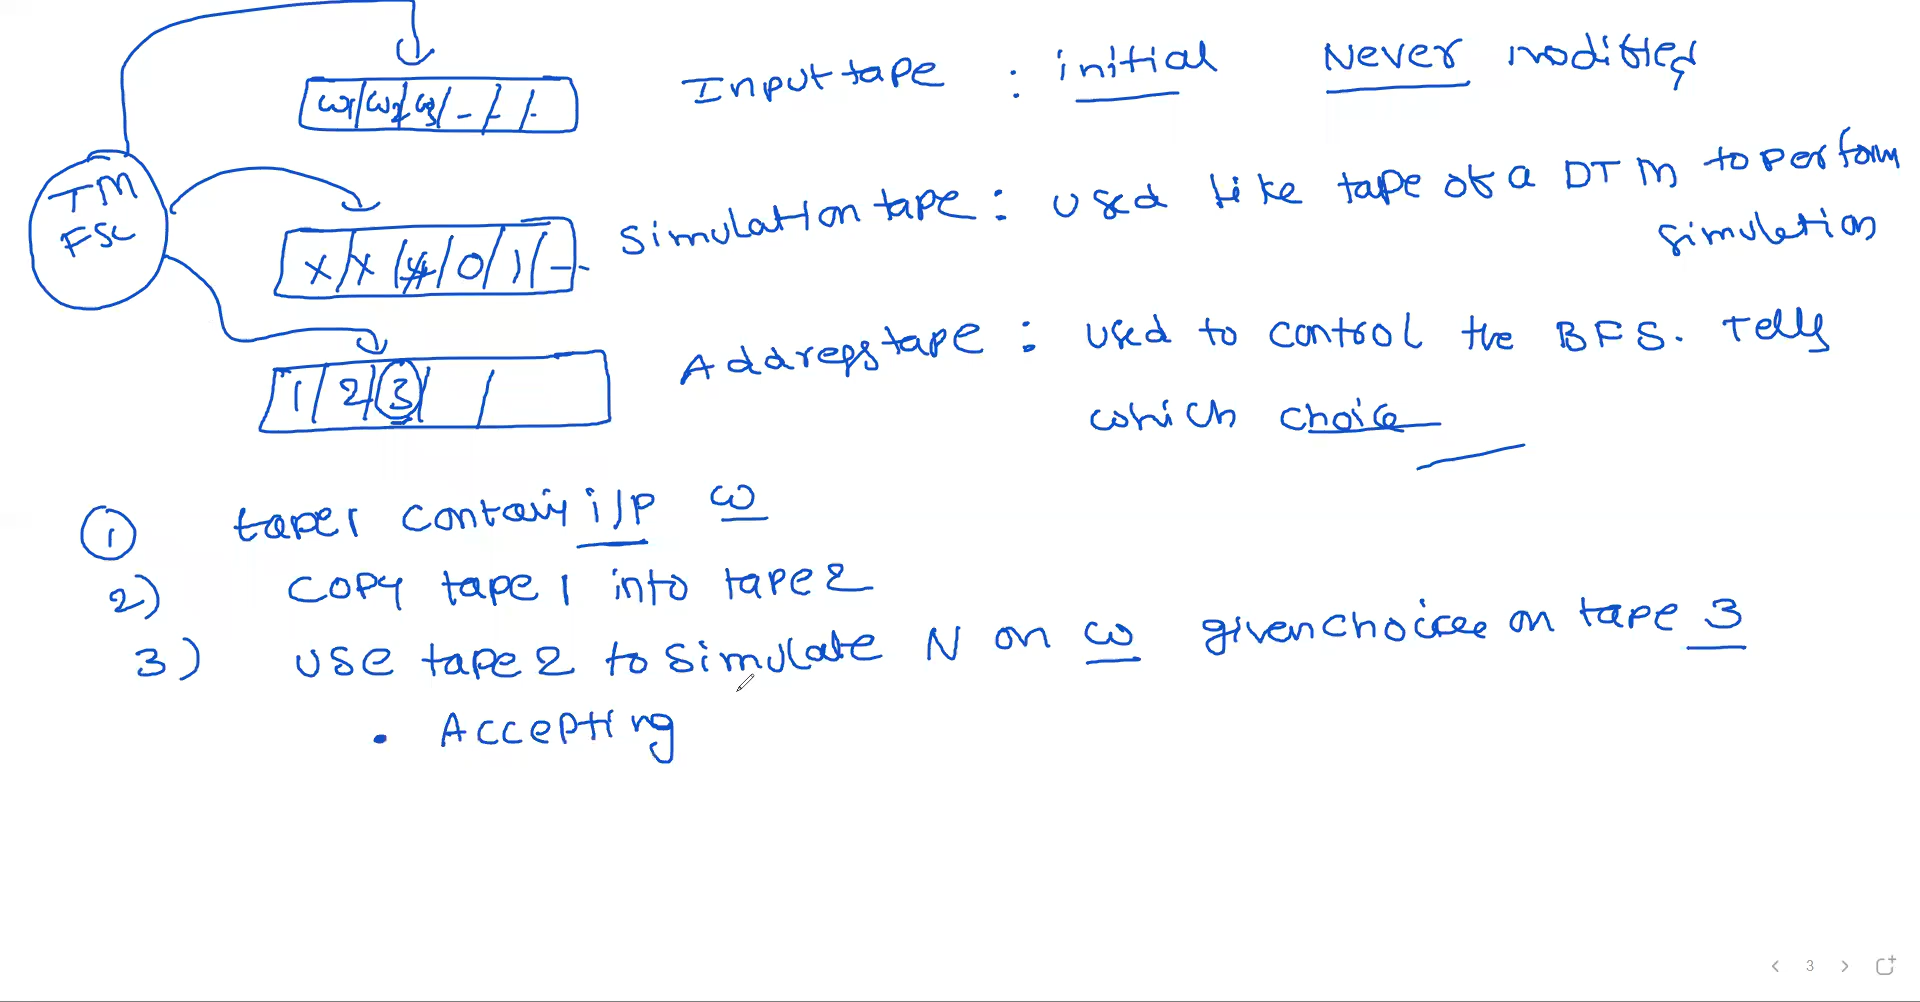 w1 w2 w3 - - -
Input tape : initial Never modified
TM
FSC
Simulation tape : used like tape of a DTM to perform
simulation
x x # 0 1 --
Address tape : used to control the BFS. Tells
which choice
1 2 3
1 tape1 contain i/p w
2) copy tape 1 into tape 2
3) use tape 2 to simulate N on w given choice on tape 3
• Accepting
3